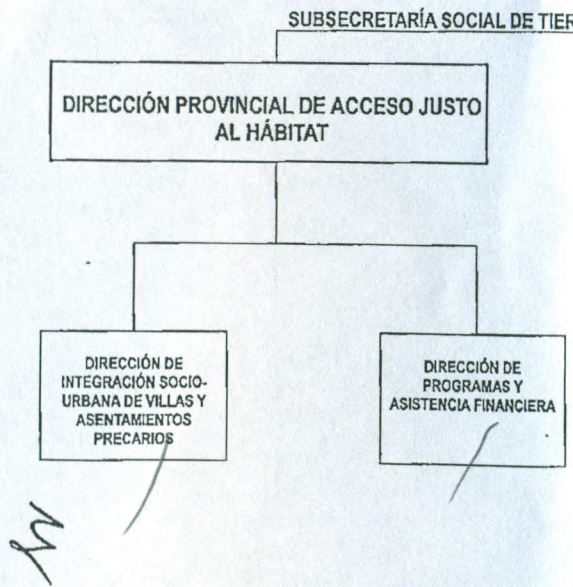 SUBSECRETARÍA SOCIAL DE TIER
DIRECCIÓN PROVINCIAL DE ACCESO JUSTO
AL HÁBITAT
DIRECCIÓN DE
INTEGRACIÓN SOCIO-
URBANA DE VILLAS Y
ASENTAMIENTOS
PRECARIOS
DIRECCIÓN DE
PROGRAMAS Y
ASISTENCIA FINANCIERA